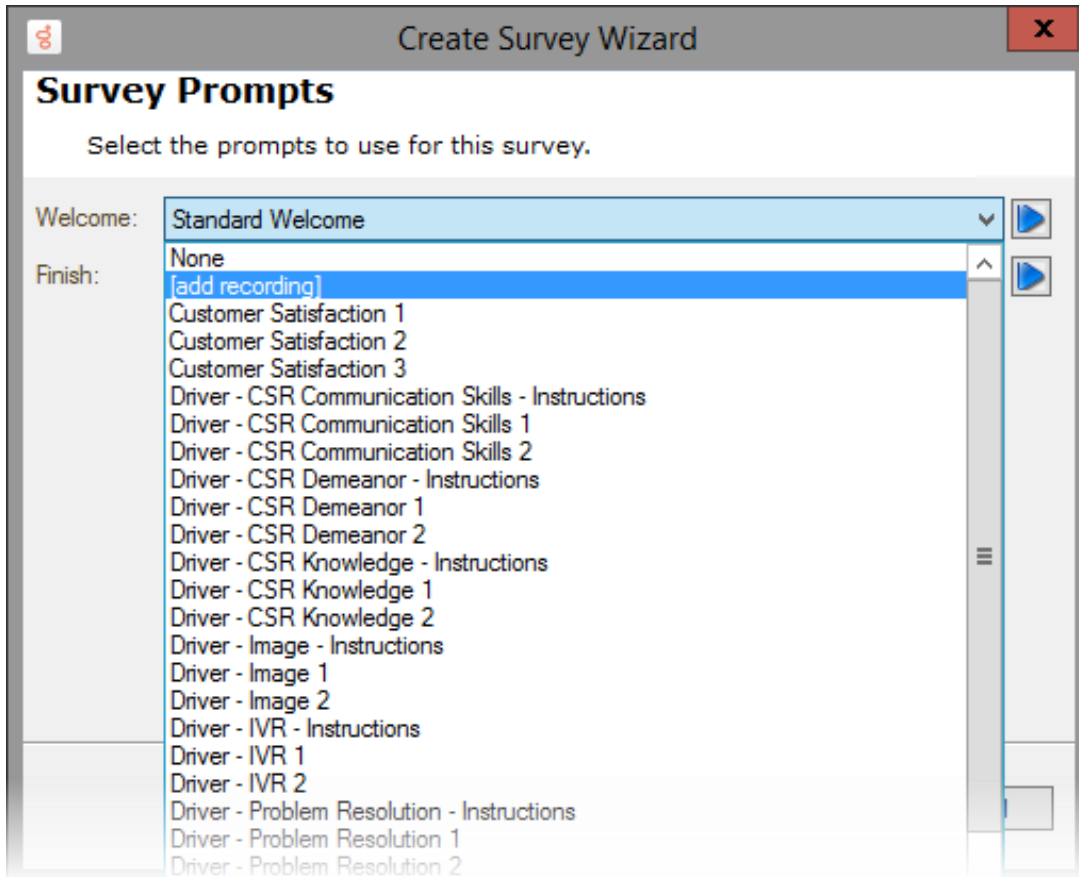 Create Survey Wizard
x
Survey Prompts
Select the prompts to use for this survey.
Welcome:
Standard Welcome
Finish:
None
[add recording]
Customer Satisfaction 1
Customer Satisfaction 2
Customer Satisfaction 3
Driver - CSR Communication Skills - Instructions
Driver - CSR Communication Skills 1
Driver - CSR Communication Skills 2
Driver - CSR Demeanor - Instructions
Driver - CSR Demeanor 1
Driver - CSR Demeanor 2
Driver - CSR Knowledge - Instructions
Driver - CSR Knowledge 1
Driver - CSR Knowledge 2
Driver - Image - Instructions
Driver - Image 1
Driver - Image 2
Driver - IVR - Instructions
Driver - IVR 1
Driver - IVR 2
Driver - Problem Resolution - Instructions
Driver - Problem Resolution 1
Driver - Problem Resolution 2